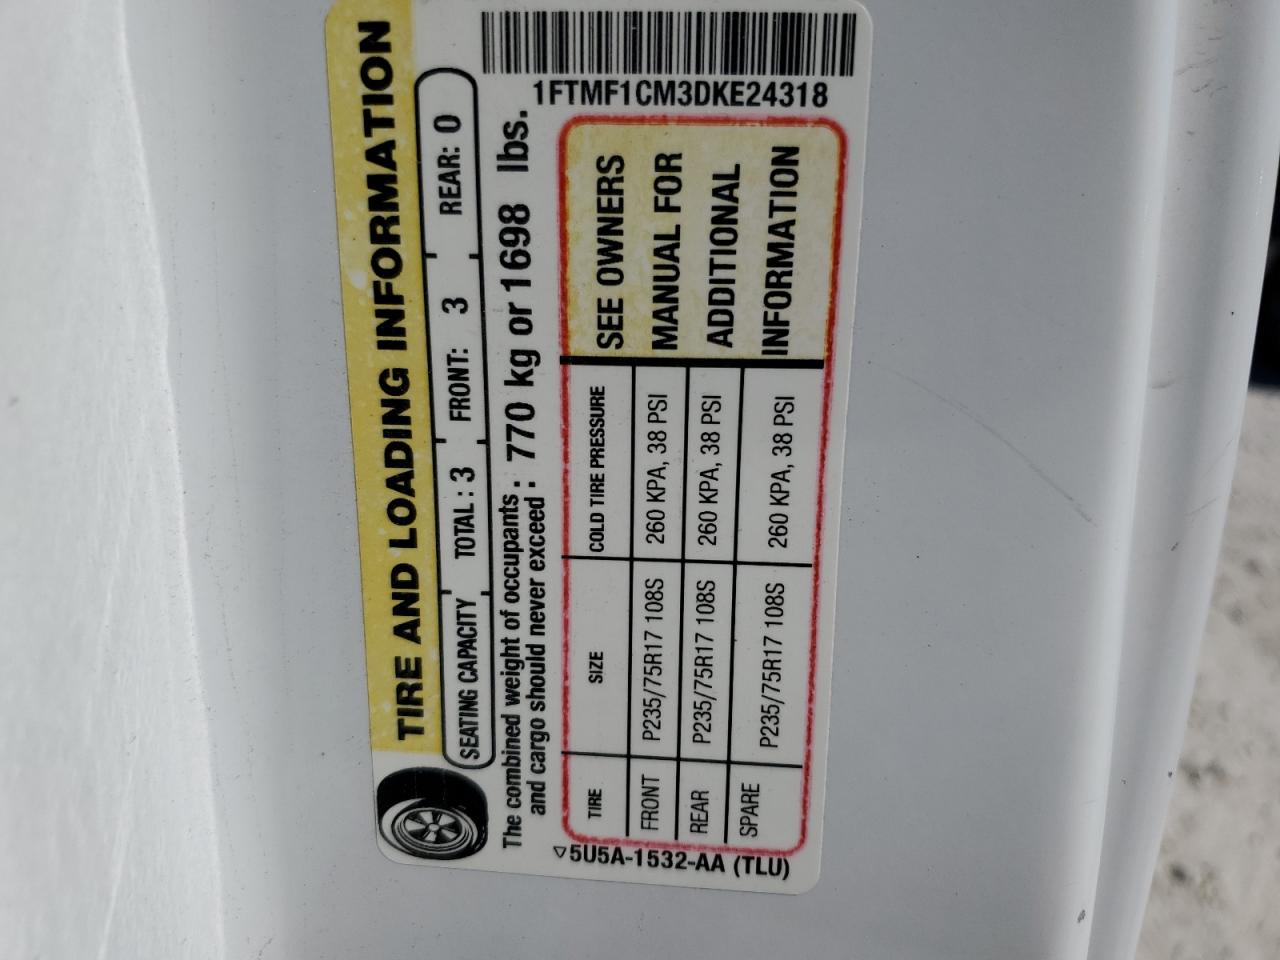 TIRE AND LOADING INFORMATION
SEATING CAPACITY TOTAL : 3 FRONT: 3 REAR: 0
The combined weight of occupants
and cargo should never exceed : 770 kg or 1698 lbs.
TIRE SIZE COLD TIRE PRESSURE
FRONT P235/75R17 108S 260 KPA, 38 PSI
REAR P235/75R17 108S 260 KPA, 38 PSI
SPARE P235/75R17 108S 260 KPA, 38 PSI
SEE OWNERS
MANUAL FOR
ADDITIONAL
INFORMATION
5U5A-1532-AA (TLU)
1FTMF1CM3DKE24318